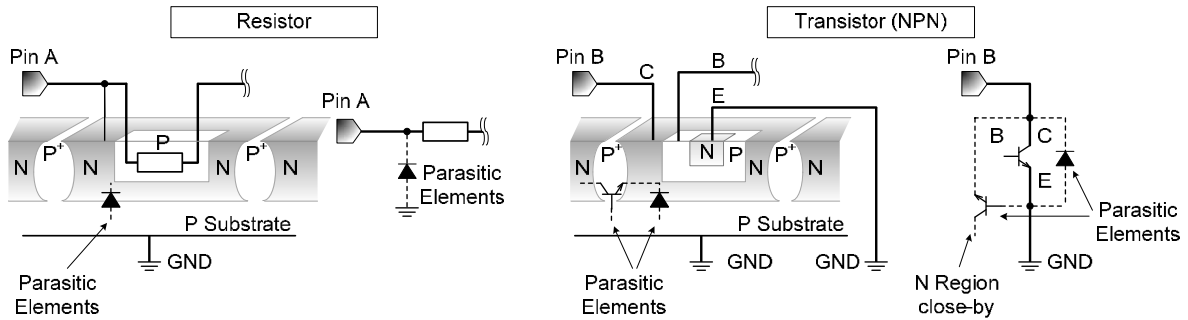 Resistor
Transistor (NPN)
Pin A
Pin B
C
B
E
Pin B
Pin A
N
P+
N
P
N
P+
N
Parasitic
Elements
N
P+
N
N
P
N
P+
N
B
C
E
Parasitic
Elements
P Substrate
GND
Parasitic
Elements
P Substrate
GND
GND
Parasitic
Elements
N Region
close-by
GND